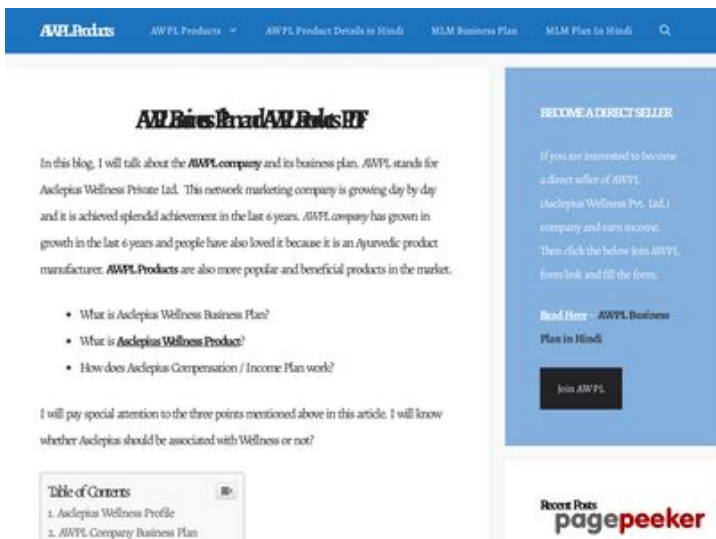 AWPL Products
AWPL Products
AWPL Product Details in Hindi
MLM Business Plan
MLM Plan In Hindi
AWPL Business Plan and AWPL Products PDF
In this blog, I will talk about the AWPL company and its business plan. AWPL stands for
Asclepius Wellness Private Ltd. This network marketing company is growing day by day
and it is achieved splendid achievement in the last 6 years. AWPL company has grown in
growth in the last 6 years and people have also loved it because it is an Ayurvedic product
manufacturer. AWPL Products are also more popular and beneficial products in the market.
• What is Asclepius Wellness Business Plan?
• What is Asclepius Wellness Product?
• How does Asclepius Compensation / Income Plan work?
I will pay special attention to the three points mentioned above in this article. I will know
whether Asclepius should be associated with Wellness or not?
Table of Contents
1. Asclepius Wellness Profile
2. AWPL Company Business Plan
BECOME A DIRECT SELLER
If you are interested to become
a direct seller of AWPL
(Asclepius Wellness Pvt. Ltd.)
company and earn income.
Then click the below Join AWPL
form link and fill the form.
Read Here – AWPL Business
Plan in Hindi
Join AWPL
Recent Posts
pagepeeker